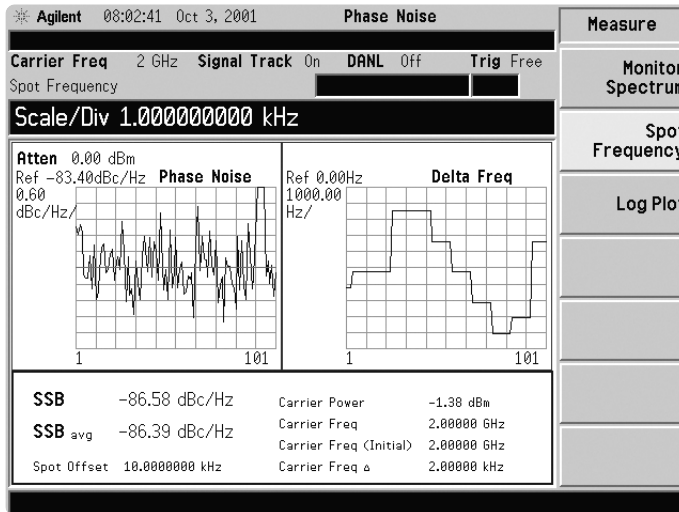 Agilent 08:02:41 Oct 3, 2001 Phase Noise
Measure
Carrier Freq 2 GHz Signal Track On DANL Off Trig Free
Spot Frequency
Scale/Div 1.000000000 kHz
Monitor
Spectrum
Spot
Frequency
Log Plot
Atten 0.00 dBm
Ref -83.40dBc/Hz Phase Noise
0.60
dBc/Hz/
1 101
Ref 0.00Hz Delta Freq
1000.00
Hz/
1 101
SSB -86.58 dBc/Hz
SSB avg -86.39 dBc/Hz
Spot Offset 10.0000000 kHz
Carrier Power -1.38 dBm
Carrier Freq 2.00000 GHz
Carrier Freq (Initial) 2.00000 GHz
Carrier Freq Δ 2.00000 kHz